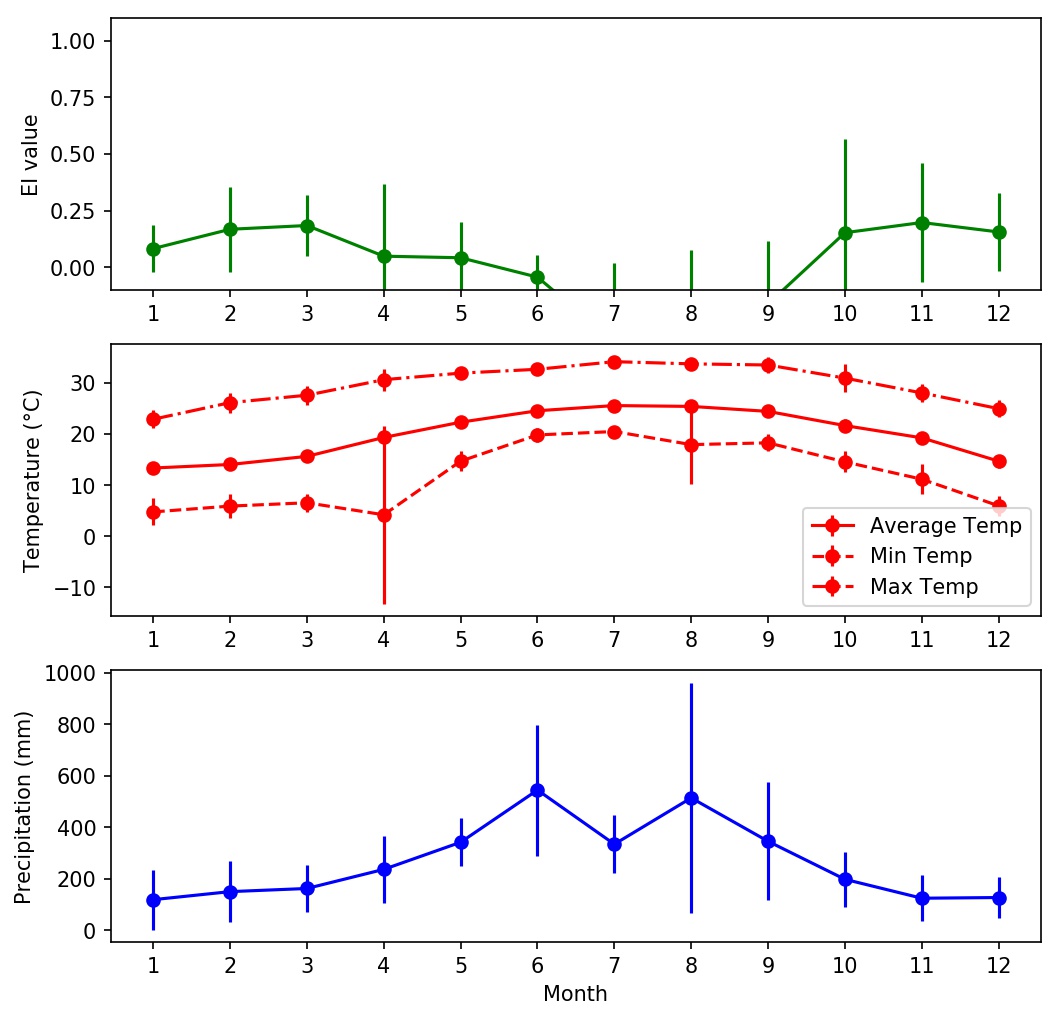 1.00
0.75
0.50
0.25
0.00
EI value
1 2 3 4 5 6 7 8 9 10 11 12
30
20
10
0
−10
Temperature (°C)
Average Temp
Min Temp
Max Temp
1 2 3 4 5 6 7 8 9 10 11 12
1000
800
600
400
200
0
Precipitation (mm)
1 2 3 4 5 6 7 8 9 10 11 12
Month